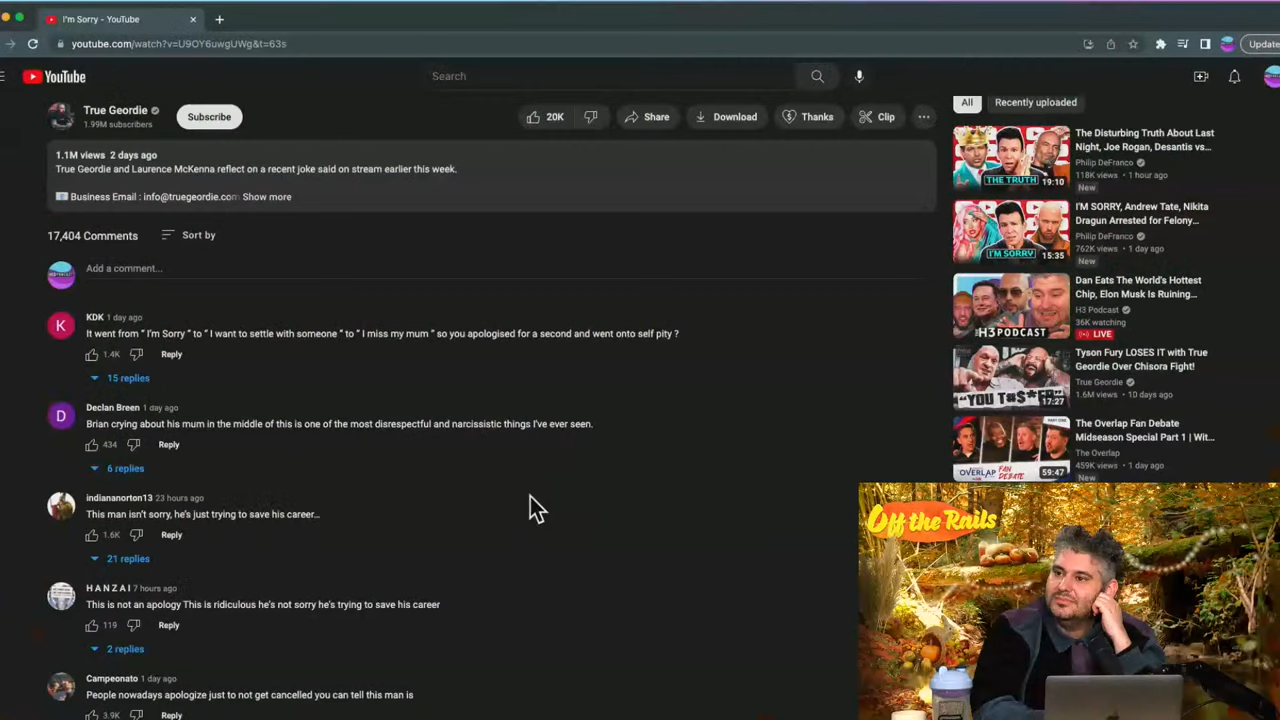 I'm Sorry - YouTube
youtube.com/watch?v=U9OY6uwgUWg&t=63s
Update
YouTube
Search
True Geordie
1.99M subscribers
Subscribe
20K
Share
Download
Thanks
Clip
1.1M views 2 days ago
True Geordie and Laurence McKenna reflect on a recent joke said on stream earlier this week.
Business Email : info@truegeordie.com Show more
17,404 Comments
Sort by
Add a comment...
K
KDK 1 day ago
It went from “ I’m Sorry “ to “ I want to settle with someone “ to “ I miss my mum “ so you apologised for a second and went onto self pity ?
1.4K
Reply
15 replies
D
Declan Breen 1 day ago
Brian crying about his mum in the middle of this is one of the most disrespectful and narcissistic things I’ve ever seen.
434
Reply
6 replies
indiananorton13 23 hours ago
This man isn’t sorry, he’s just trying to save his career...
1.6K
Reply
21 replies
H A N Z A I 7 hours ago
This is not an apology This is ridiculous he’s not sorry he’s trying to save his career
119
Reply
2 replies
Campeonato 1 day ago
People nowadays apologize just to not get cancelled you can tell this man is
3.9K
Reply
All
Recently uploaded
THE TRUTH
19:10
The Disturbing Truth About Last
Night, Joe Rogan, Desantis vs...
Philip DeFranco
118K views • 1 hour ago
New
I'M SORRY
15:35
I'M SORRY, Andrew Tate, Nikita
Dragun Arrested for Felony...
Philip DeFranco
762K views • 1 day ago
New
H3 PODCAST
Dan Eats The World's Hottest
Chip, Elon Musk Is Ruining...
H3 Podcast
36K watching
LIVE
"YOU T#$*ER"
17:27
Tyson Fury LOSES IT with True
Geordie Over Chisora Fight!
True Geordie
1.6M views • 10 days ago
OVERLAP
FAN
DEBATE
59:47
The Overlap Fan Debate
Midseason Special Part 1 | Wit...
The Overlap
459K views • 1 day ago
New
Off the Rails